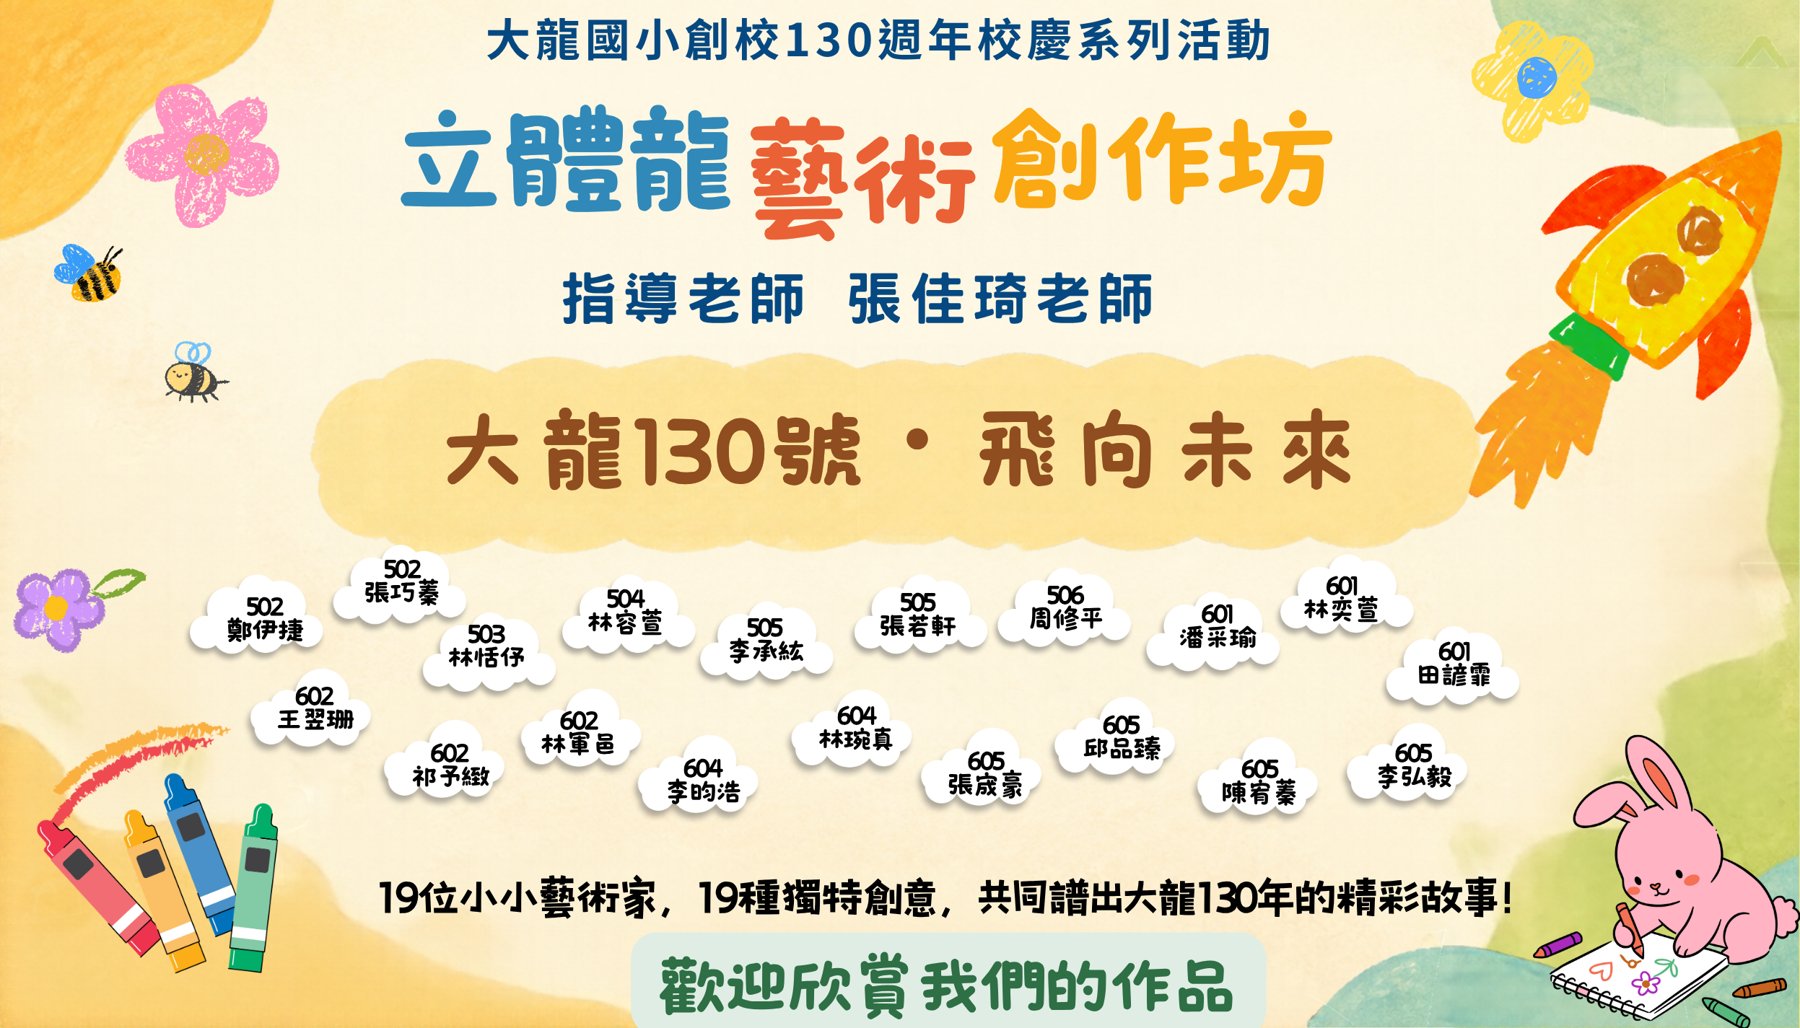 大龍國小創校130週年校慶系列活動
立體龍藝術創作坊
指導老師 張佳琦老師
大龍130號・飛向未來
502
鄭伊捷
502
張巧蓁
503
林恬伃
504
林容萱
505
李承紘
505
張若軒
506
周修平
601
潘采瑜
601
林奕萱
601
田諺霏
602
王翌珊
602
祁予緻
602
林軍邑
604
李昀浩
604
林琬真
605
張宬豪
605
邱品臻
605
陳宥蓁
605
李弘毅
19位小小藝術家，19種獨特創意，共同譜出大龍130年的精彩故事！
歡迎欣賞我們的作品